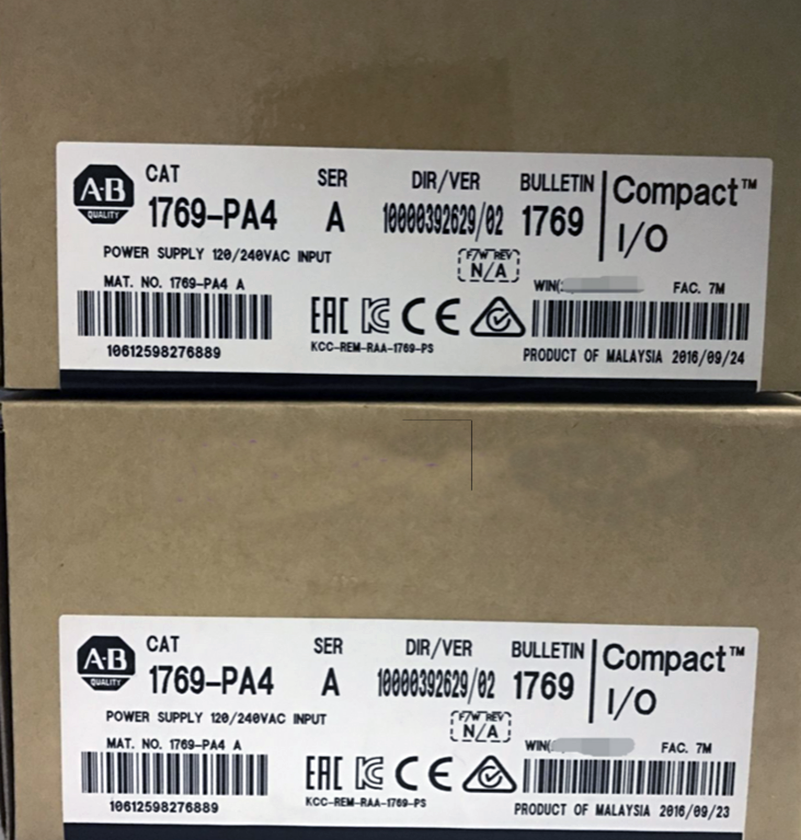 A-B QUALITY
CAT SER DIR/VER BULLETIN Compact™
1769-PA4 A 10000392629/02 1769 I/O
POWER SUPPLY 120/240VAC INPUT F/W REV
N/A
MAT. NO. 1769-PA4 A WIN( FAC. 7M
EAC KC CE
10612598276889 KCC-REM-RAA-1769-PS PRODUCT OF MALAYSIA 2016/09/24
A-B QUALITY
CAT SER DIR/VER BULLETIN Compact™
1769-PA4 A 10000392629/02 1769 I/O
POWER SUPPLY 120/240VAC INPUT F/W REV
N/A
MAT. NO. 1769-PA4 A WIN( FAC. 7M
EAC KC CE
10612598276889 KCC-REM-RAA-1769-PS PRODUCT OF MALAYSIA 2016/09/23